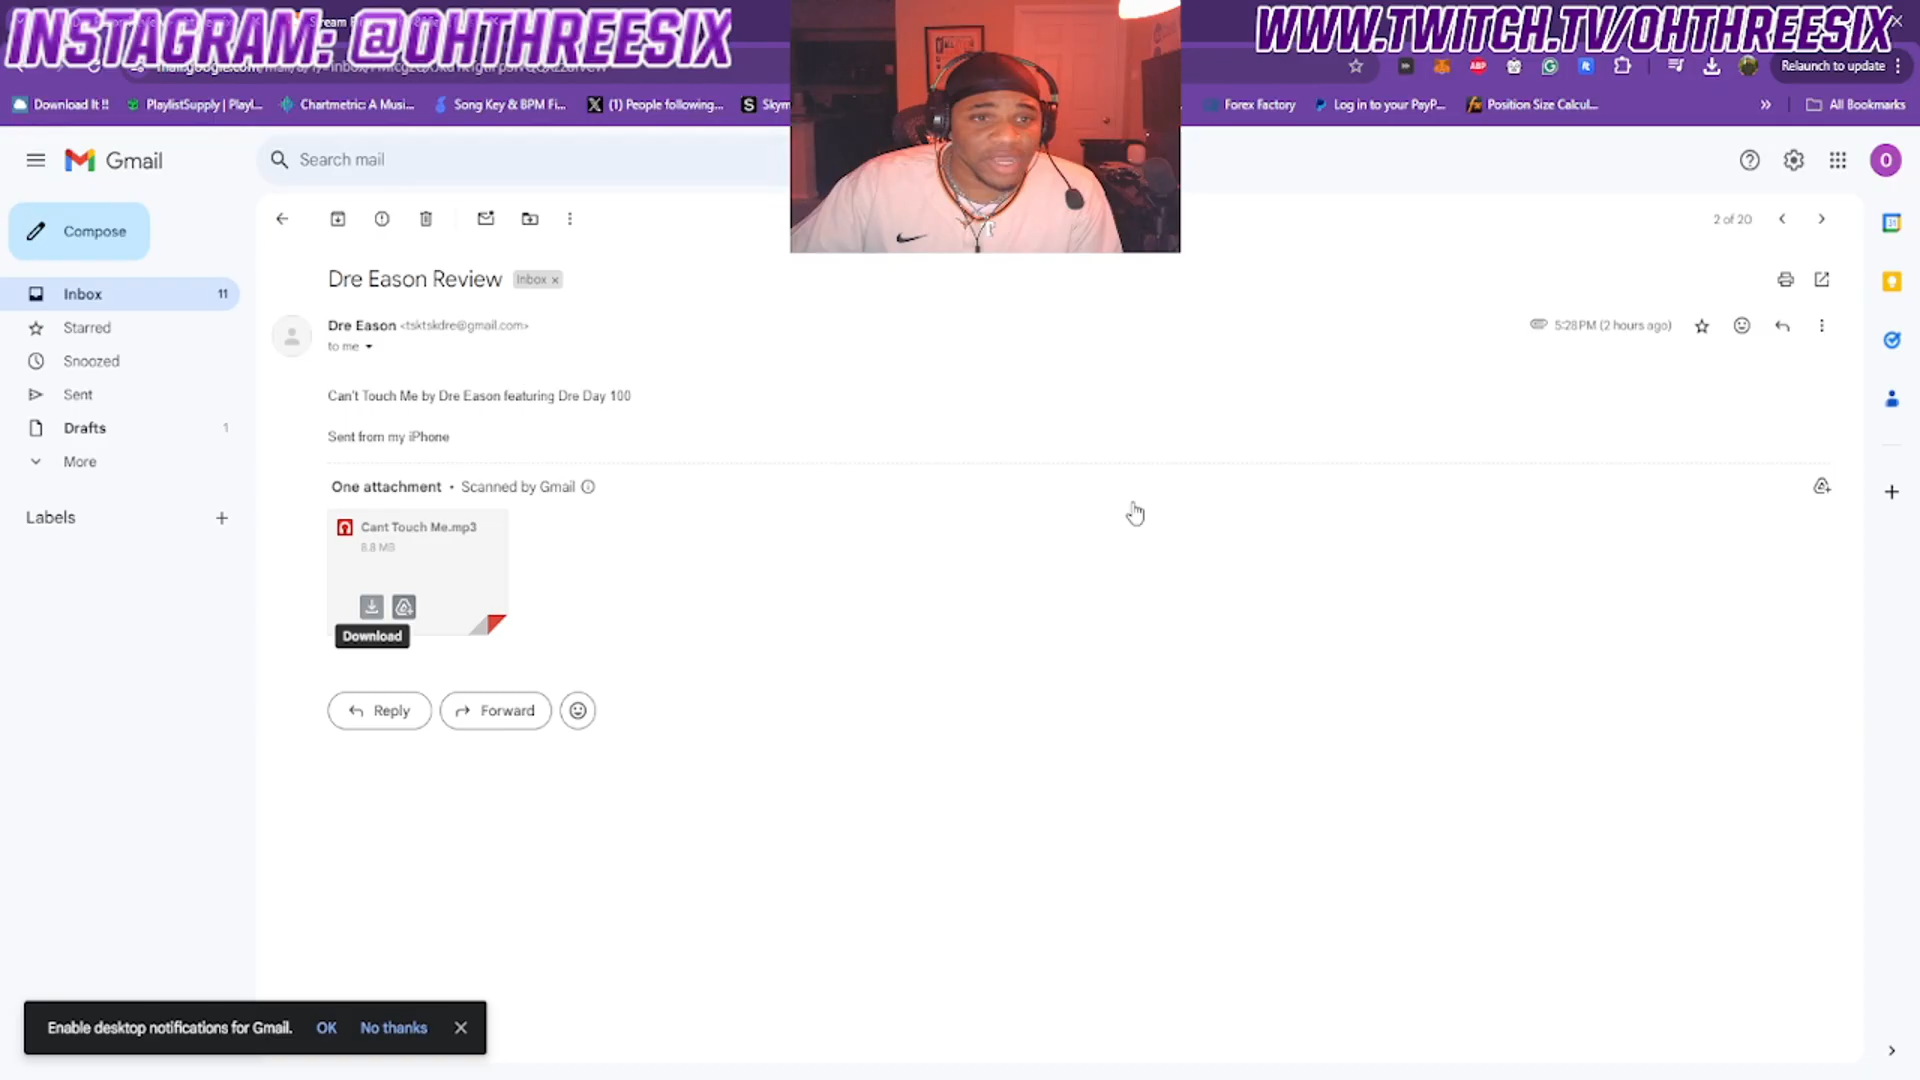 INSTAGRAM: @OHTHREESIX
WWW.TWITCH.TV/OHTHREESIX
Relaunch to update
Download It !!
PlaylistSupply | Playl...
Chartmetric: A Musi...
Song Key & BPM Fi...
(1) People following...
Skym
Forex Factory
Log in to your PayP...
Position Size Calcul...
All Bookmarks
Gmail
Search mail
Compose
2 of 20
Inbox 11
Starred
Snoozed
Sent
Drafts 1
More
Labels
Dre Eason Review
Inbox ×
Dre Eason <tsktskdre@gmail.com>
5:28 PM (2 hours ago)
to me
Can't Touch Me by Dre Eason featuring Dre Day 100
Sent from my iPhone
One attachment • Scanned by Gmail
Cant Touch Me.mp3
8.8 MB
Download
Reply
Forward
Enable desktop notifications for Gmail. OK No thanks
O